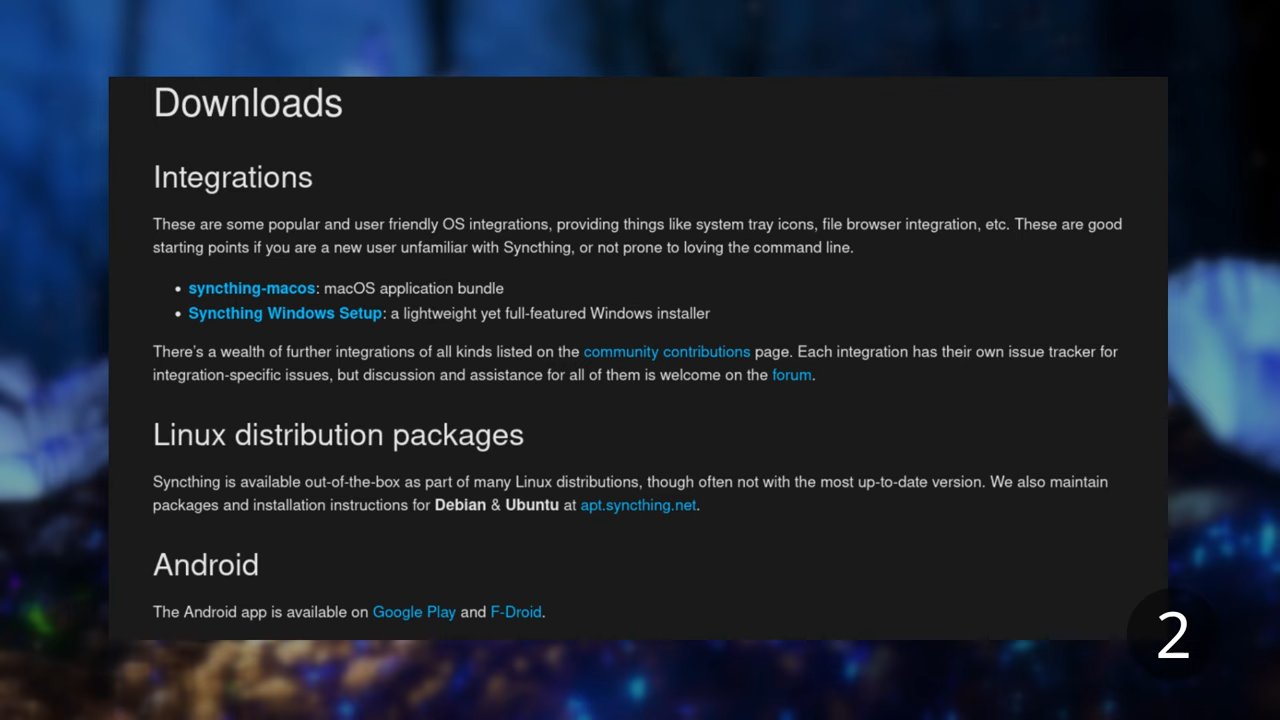 Downloads
Integrations
These are some popular and user friendly OS integrations, providing things like system tray icons, file browser integration, etc. These are good
starting points if you are a new user unfamiliar with Syncthing, or not prone to loving the command line.
• syncthing-macos: macOS application bundle
• Syncthing Windows Setup: a lightweight yet full-featured Windows installer
There's a wealth of further integrations of all kinds listed on the community contributions page. Each integration has their own issue tracker for
integration-specific issues, but discussion and assistance for all of them is welcome on the forum.
Linux distribution packages
Syncthing is available out-of-the-box as part of many Linux distributions, though often not with the most up-to-date version. We also maintain
packages and installation instructions for Debian & Ubuntu at apt.syncthing.net.
Android
The Android app is available on Google Play and F-Droid.
2